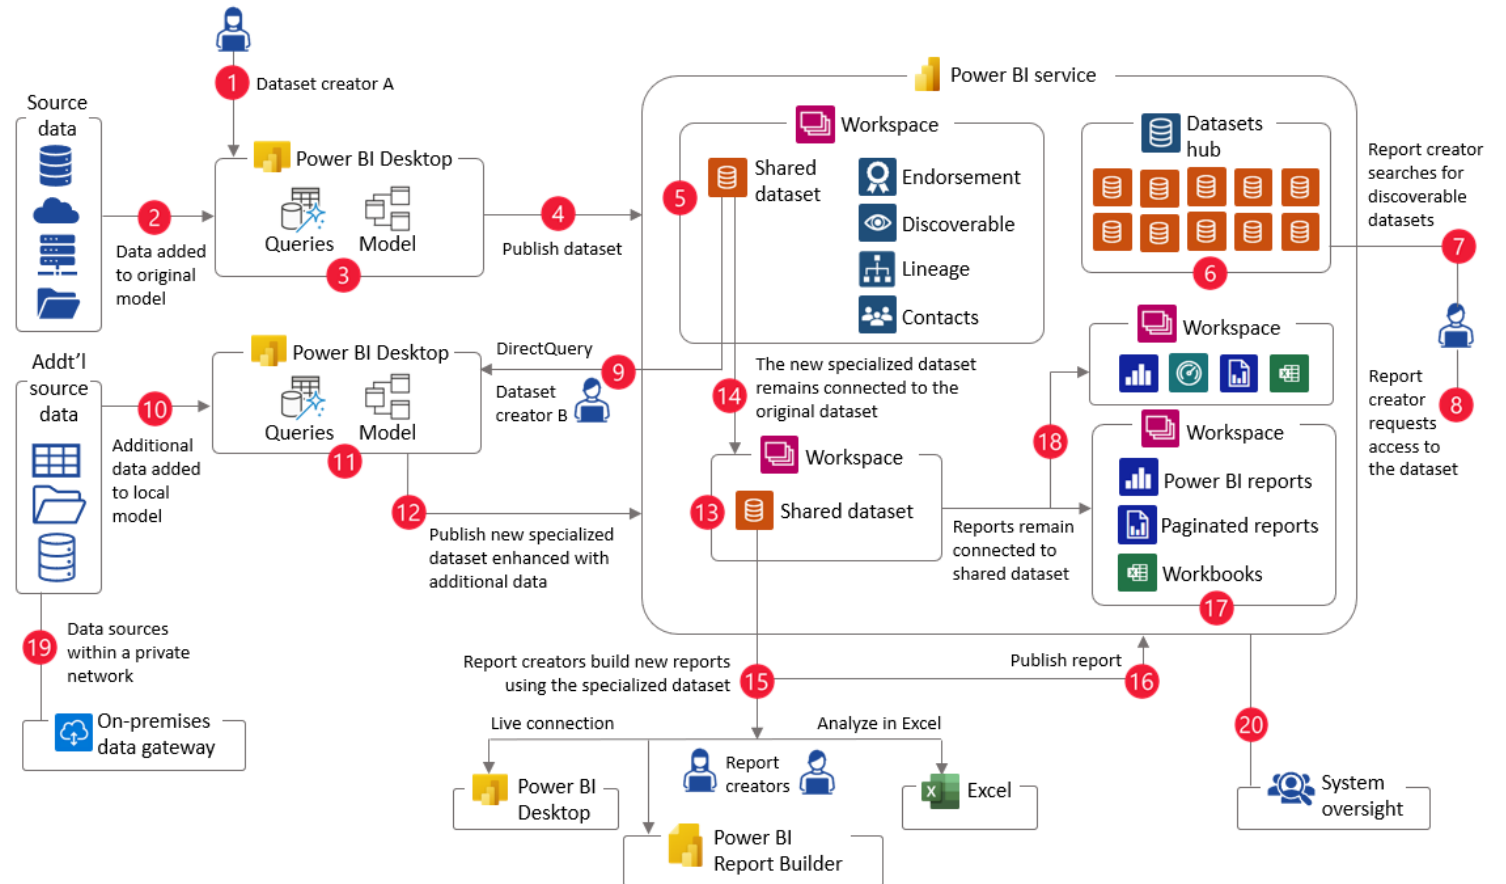 1
Dataset creator A
Source
data
Power BI Desktop
Queries
Model
2
Data added
to original
model
3
4
Publish dataset
Power BI service
Workspace
5
Shared
dataset
Endorsement
Discoverable
Lineage
Contacts
Datasets
hub
6
Report creator
searches for
discoverable
datasets
7
Report
creator
requests
access to
the dataset
8
Addt'l
source
data
Power BI Desktop
Queries
Model
DirectQuery
9
Dataset
creator B
10
Additional
data added
to local
model
11
12
Publish new specialized
dataset enhanced with
additional data
The new specialized dataset
remains connected to the
original dataset
14
Workspace
13
Shared dataset
18
Reports remain
connected to
shared dataset
Workspace
Workspace
Power BI reports
Paginated reports
Workbooks
17
19
Data sources
within a private
network
On-premises
data gateway
Report creators build new reports
using the specialized dataset
15
Publish report
16
Live connection
Analyze in Excel
Power BI
Desktop
Report
creators
Excel
Power BI
Report Builder
20
System
oversight